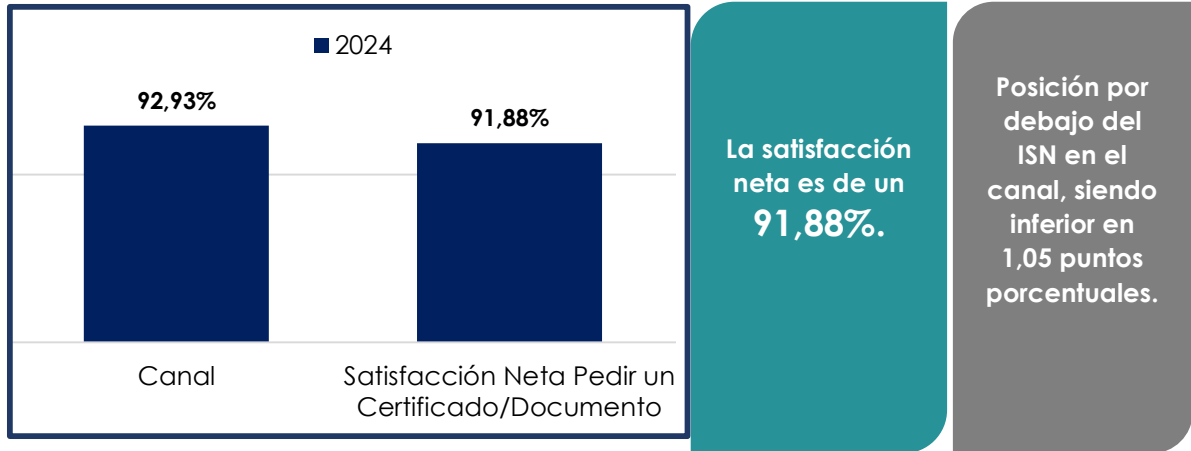 2024
92,93%
91,88%
Canal
Satisfacción Neta Pedir un
Certificado/Documento
La satisfacción
neta es de un
91,88%.
Posición por
debajo del
ISN en el
canal, siendo
inferior en
1,05 puntos
porcentuales.